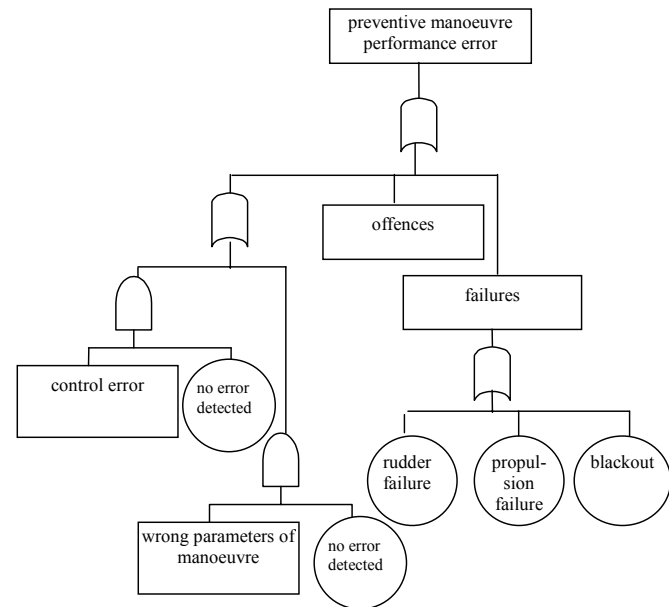 preventive manoeuvre
performance error
offences
failures
control error
no error
detected
rudder
failure
propul-
sion
failure
blackout
wrong parameters of
manoeuvre
no error
detected